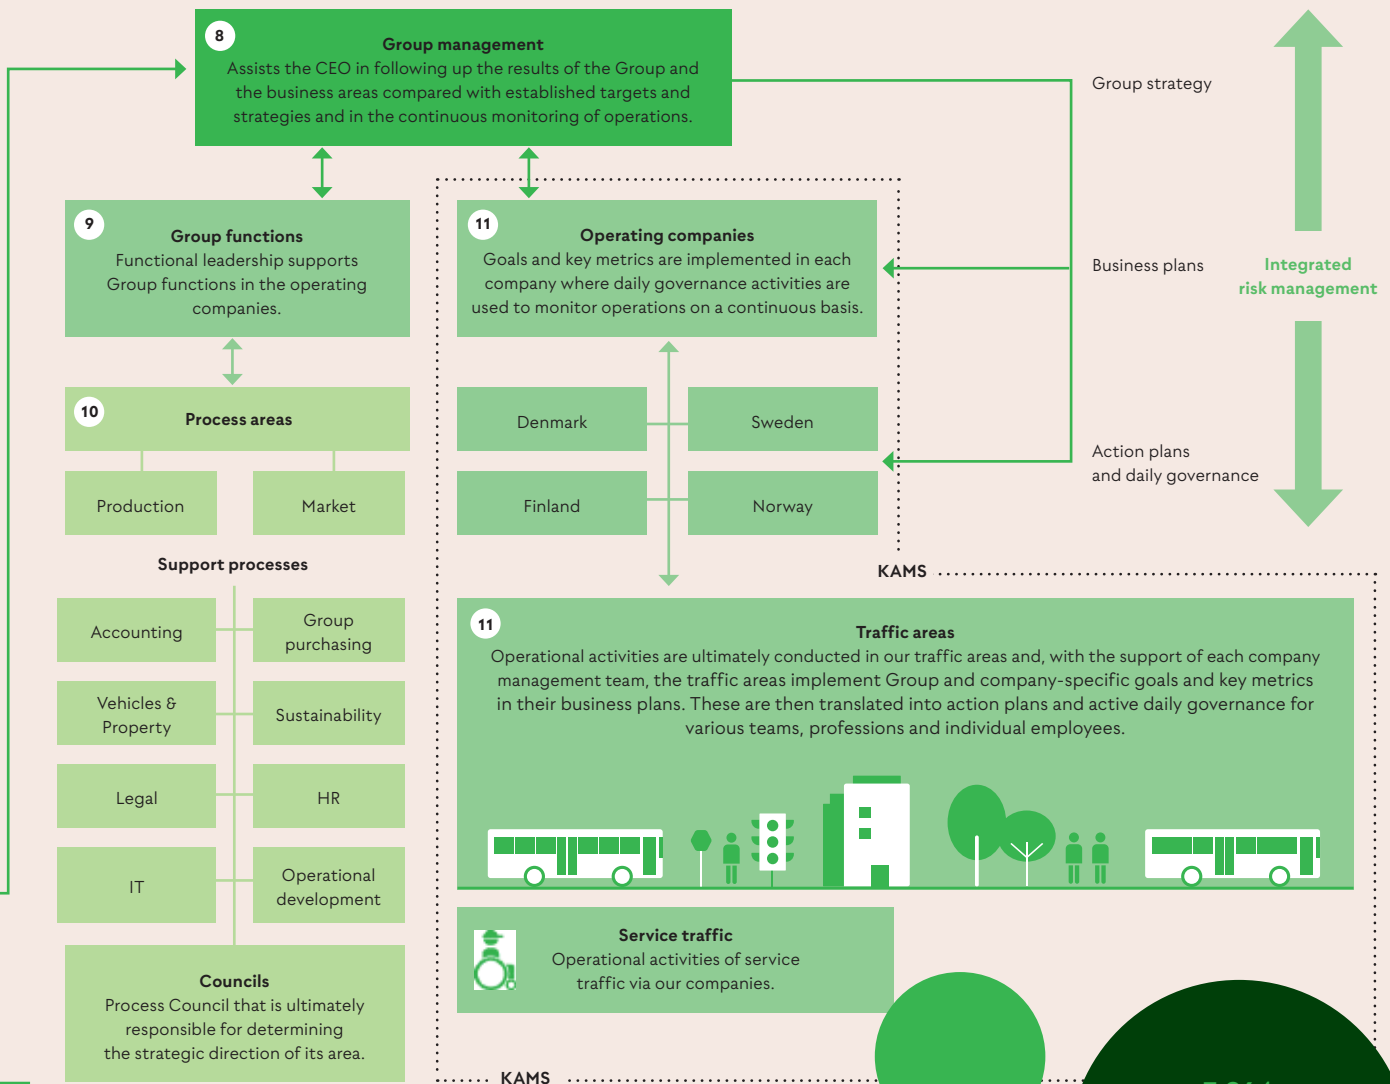 8
Group management
Assists the CEO in following up the results of the Group and
the business areas compared with established targets and
strategies and in the continuous monitoring of operations.
Group strategy
9
Group functions
Functional leadership supports
Group functions in the operating
companies.
11
Operating companies
Goals and key metrics are implemented in each
company where daily governance activities are
used to monitor operations on a continuous basis.
Business plans
Integrated
risk management
10
Process areas
Production
Market
Denmark
Sweden
Finland
Norway
Action plans
and daily governance
KAMS
Support processes
Accounting
Group
purchasing
Vehicles &
Property
Sustainability
Legal
HR
IT
Operational
development
Councils
Process Council that is ultimately
responsible for determining
the strategic direction of its area.
11
Traffic areas
Operational activities are ultimately conducted in our traffic areas and, with the support of each company
management team, the traffic areas implement Group and company-specific goals and key metrics
in their business plans. These are then translated into action plans and active daily governance for
various teams, professions and individual employees.
Service traffic
Operational activities of service
traffic via our companies.
KAMS